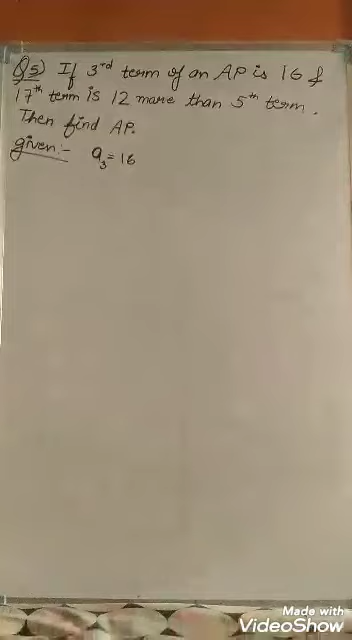 Q5) If 3rd term of an AP is 16 &
17th term is 12 more than 5th term.
Then find AP.
given:- a₃ = 16
Made with
VideoShow